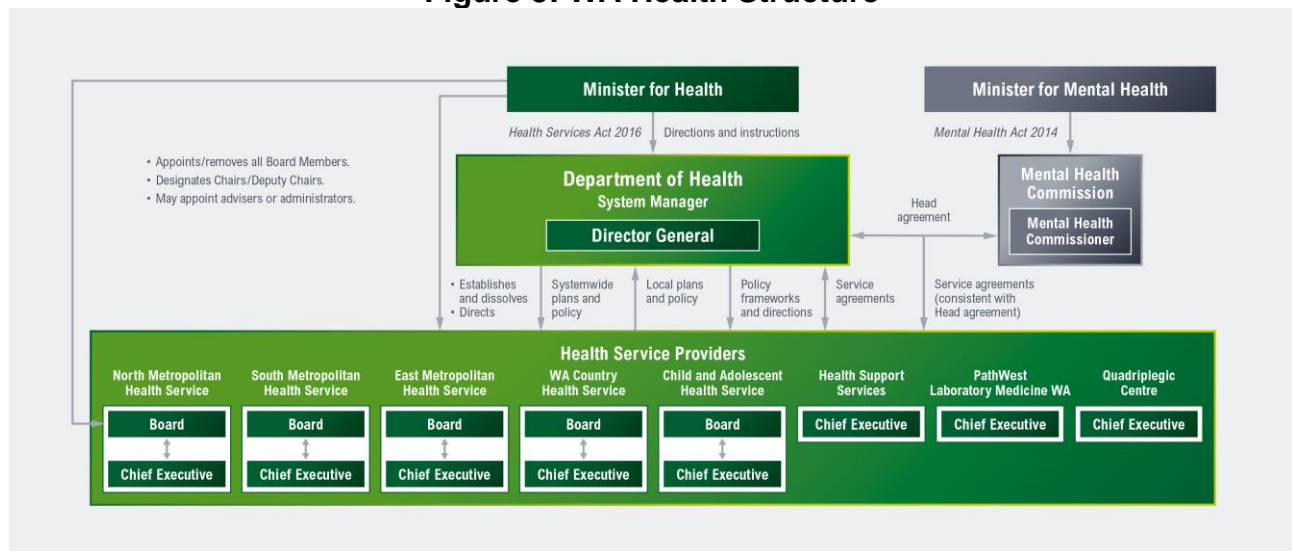 Figure 3: WA Health Structure
Minister for Health
Minister for Mental Health
Health Services Act 2016
Directions and instructions
Mental Health Act 2014
• Appoints/removes all Board Members.
• Designates Chairs/Deputy Chairs.
• May appoint advisers or administrators.
Department of Health
System Manager
Director General
Head
agreement
Mental Health
Commission
Mental Health
Commissioner
• Establishes
and dissolves
• Directs
Systemwide
plans and
policy
Local plans
and policy
Policy
frameworks
and directions
Service
agreements
Service agreements
(consistent with
Head agreement)
Health Service Providers
North Metropolitan
Health Service
Board
Chief Executive
South Metropolitan
Health Service
Board
Chief Executive
East Metropolitan
Health Service
Board
Chief Executive
WA Country
Health Service
Board
Chief Executive
Child and Adolescent
Health Service
Board
Chief Executive
Health Support
Services
Chief Executive
PathWest
Laboratory Medicine WA
Chief Executive
Quadriplegic
Centre
Chief Executive